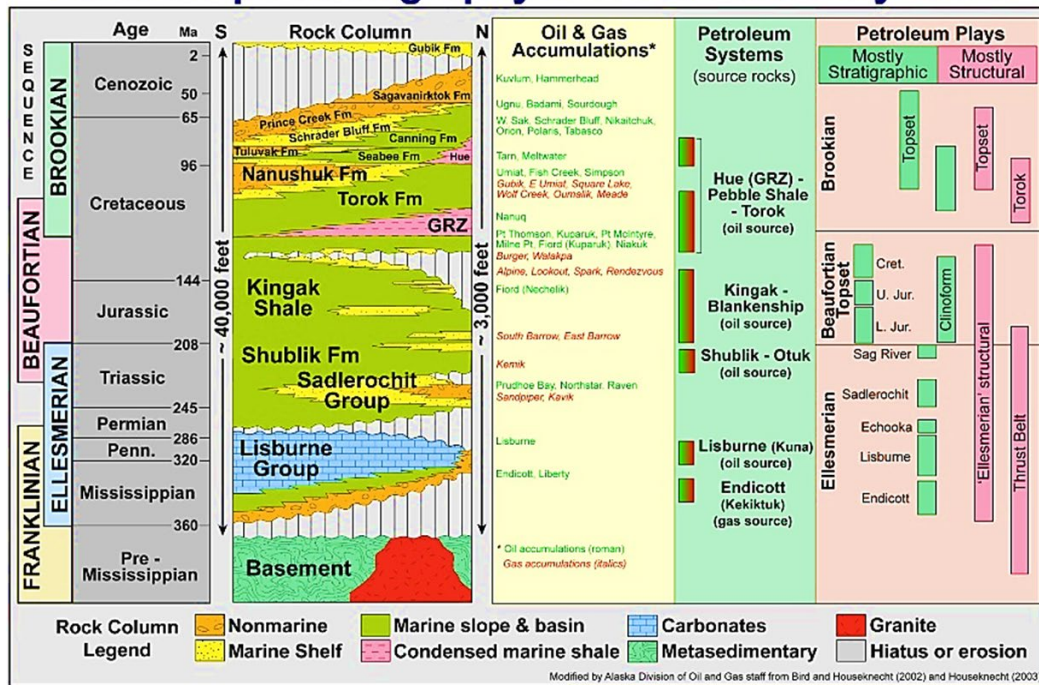 SEQUENCE
Age
Ma
S
Rock Column
N
Oil & Gas
Accumulations*
Petroleum
Systems
(source rocks)
Petroleum Plays
Mostly
Stratigraphic
Mostly
Structural
BROOKIAN
BEAUFORTIAN
ELLESMERIAN
FRANKLINIAN
Cenozoic
Cretaceous
Jurassic
Triassic
Permian
Penn.
Mississippian
Pre -
Mississippian
2
50
65
96
144
208
245
286
320
360
~ 40,000 feet
~ 3,000 feet
Gubik Fm
Sagavanirktok Fm
Prince Creek Fm
Schrader Bluff Fm
Canning Fm
Tuluvak Fm
Seabee Fm
Hue
Nanushuk Fm
Torok Fm
GRZ
Kingak
Shale
Shublik Fm
Sadlerochit
Group
Lisburne
Group
Basement
Kuvlum, Hammerhead
Ugnu, Badami, Sourdough
W. Sak, Schrader Bluff, Nikaitchuk,
Orion, Polaris, Tabasco
Tarn, Meltwater
Umiat, Fish Creek, Simpson
Gubik, E Umiat, Square Lake,
Wolf Creek, Oumalik, Meade
Nanuq
Pt Thomson, Kuparuk, Pt McIntyre,
Milne Pt, Fiord (Kuparuk), Niakuk
Burger, Walakpa
Alpine, Lookout, Spark, Rendezvous
Fiord (Nechelik)
South Barrow, East Barrow
Kemik
Prudhoe Bay, Northstar, Raven
Sandpiper, Kavik
Lisburne
Endicott, Liberty
* Oil accumulations (roman)
Gas accumulations (italics)
Hue (GRZ) -
Pebble Shale
- Torok
(oil source)
Kingak -
Blankenship
(oil source)
Shublik - Otuk
(oil source)
Lisburne (Kuna)
(oil source)
Endicott
(Kekiktuk)
(gas source)
Brookian
Topset
Topset
Torok
Beaufortian
Topset
Cret.
U. Jur.
L. Jur.
Clinoform
Ellesmerian
Sag River
Sadlerochit
Echooka
Lisburne
Endicott
'Ellesmerian' structural
Thrust Belt
Rock Column
Legend
Nonmarine
Marine slope & basin
Carbonates
Granite
Marine Shelf
Condensed marine shale
Metasedimentary
Hiatus or erosion
Modified by Alaska Division of Oil and Gas staff from Bird and Houseknecht (2002) and Houseknecht (2003)